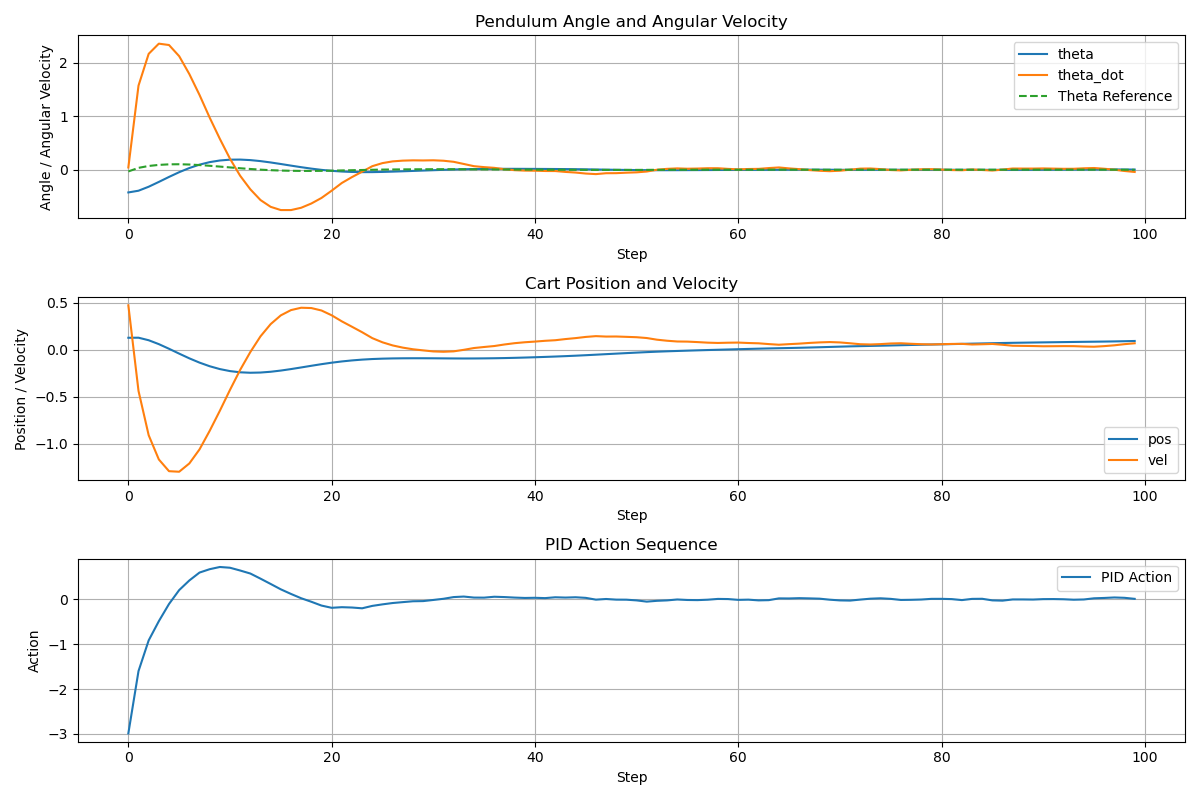 Pendulum Angle and Angular Velocity
Angle / Angular Velocity
2
1
0
theta
theta_dot
Theta Reference
0 20 40 60 80 100
Step
Cart Position and Velocity
Position / Velocity
0.5
0.0
−0.5
−1.0
pos
vel
0 20 40 60 80 100
Step
PID Action Sequence
Action
0
−1
−2
−3
PID Action
0 20 40 60 80 100
Step